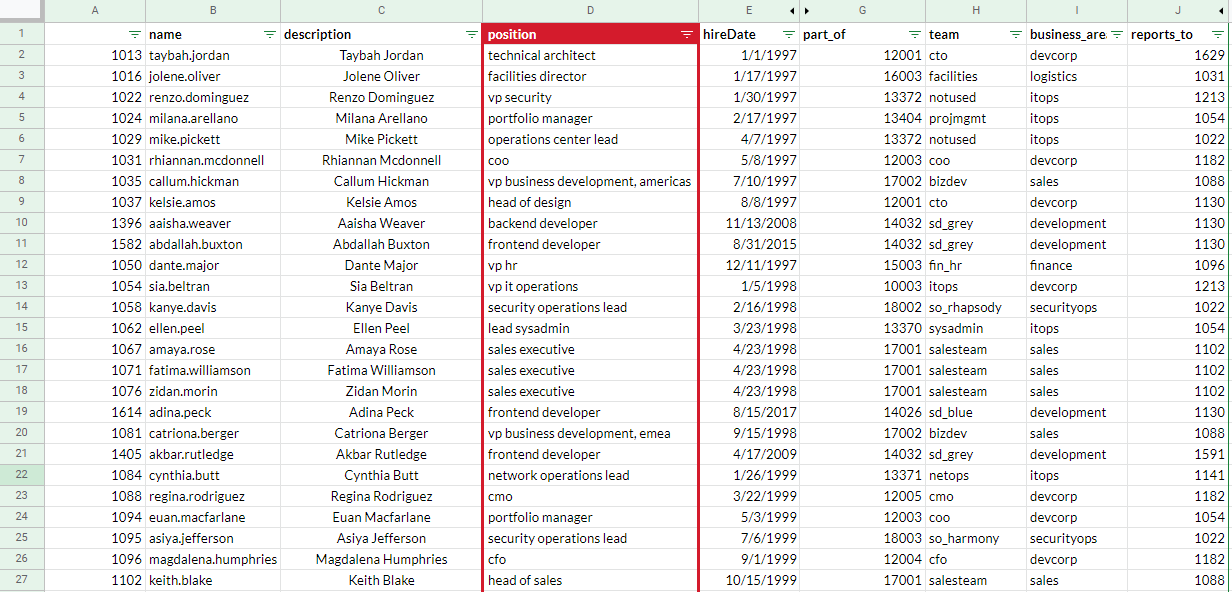 A B C D E G H I J
1 name description position hireDate part_of team business_are reports_to
2 1013 taybah.jordan Taybah Jordan technical architect 1/1/1997 12001 cto devcorp 1629
3 1016 jolene.oliver Jolene Oliver facilities director 1/17/1997 16003 facilities logistics 1031
4 1022 renzo.dominguez Renzo Dominguez vp security 1/30/1997 13372 notused itops 1213
5 1024 milana.arellano Milana Arellano portfolio manager 2/17/1997 13404 projmgmt itops 1054
6 1029 mike.pickett Mike Pickett operations center lead 4/7/1997 13372 notused itops 1022
7 1031 rhiannan.mcdonnell Rhiannan Mcdonnell coo 5/8/1997 12003 coo devcorp 1182
8 1035 callum.hickman Callum Hickman vp business development, americas 7/10/1997 17002 bizdev sales 1088
9 1037 kelsie.amos Kelsie Amos head of design 8/8/1997 12001 cto devcorp 1130
10 1396 aaisha.weaver Aaisha Weaver backend developer 11/13/2008 14032 sd_grey development 1130
11 1582 abdallah.buxton Abdallah Buxton frontend developer 8/31/2015 14032 sd_grey development 1130
12 1050 dante.major Dante Major vp hr 12/11/1997 15003 fin_hr finance 1096
13 1054 sia.beltran Sia Beltran vp it operations 1/5/1998 10003 itops devcorp 1213
14 1058 kanye.davis Kanye Davis security operations lead 2/16/1998 18002 so_rhapsody securityops 1022
15 1062 ellen.peel Ellen Peel lead sysadmin 3/23/1998 13370 sysadmin itops 1054
16 1067 amaya.rose Amaya Rose sales executive 4/23/1998 17001 salesteam sales 1102
17 1071 fatima.williamson Fatima Williamson sales executive 4/23/1998 17001 salesteam sales 1102
18 1076 zidan.morin Zidan Morin sales executive 4/23/1998 17001 salesteam sales 1102
19 1614 adina.peck Adina Peck frontend developer 8/15/2017 14026 sd_blue development 1130
20 1081 catriona.berger Catriona Berger vp business development, emea 9/15/1998 17002 bizdev sales 1088
21 1405 akbar.rutledge Akbar Rutledge frontend developer 4/17/2009 14032 sd_grey development 1591
22 1084 cynthia.butt Cynthia Butt network operations lead 1/26/1999 13371 netops itops 1141
23 1088 regina.rodriguez Regina Rodriguez cmo 3/22/1999 12005 cmo devcorp 1182
24 1094 euan.macfarlane Euan Macfarlane portfolio manager 5/3/1999 12003 coo devcorp 1054
25 1095 asiya.jefferson Asiya Jefferson security operations lead 7/6/1999 18003 so_harmony securityops 1022
26 1096 magdalena.humphries Magdalena Humphries cfo 9/1/1999 12004 cfo devcorp 1182
27 1102 keith.blake Keith Blake head of sales 10/15/1999 17001 salesteam sales 1088